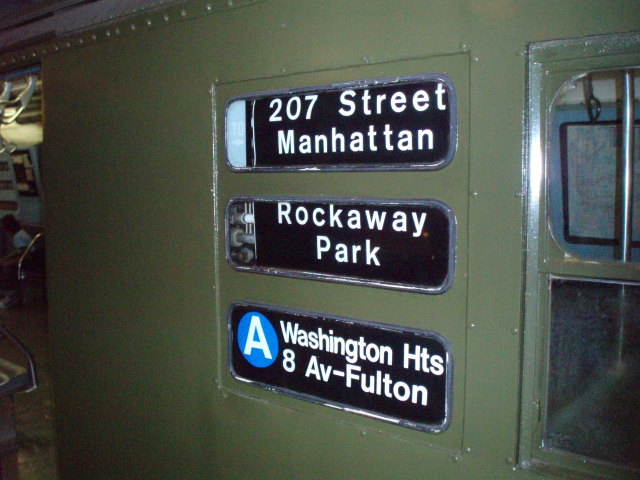 207 Street
Manhattan
Rockaway
Park
A Washington Hts
8 Av-Fulton